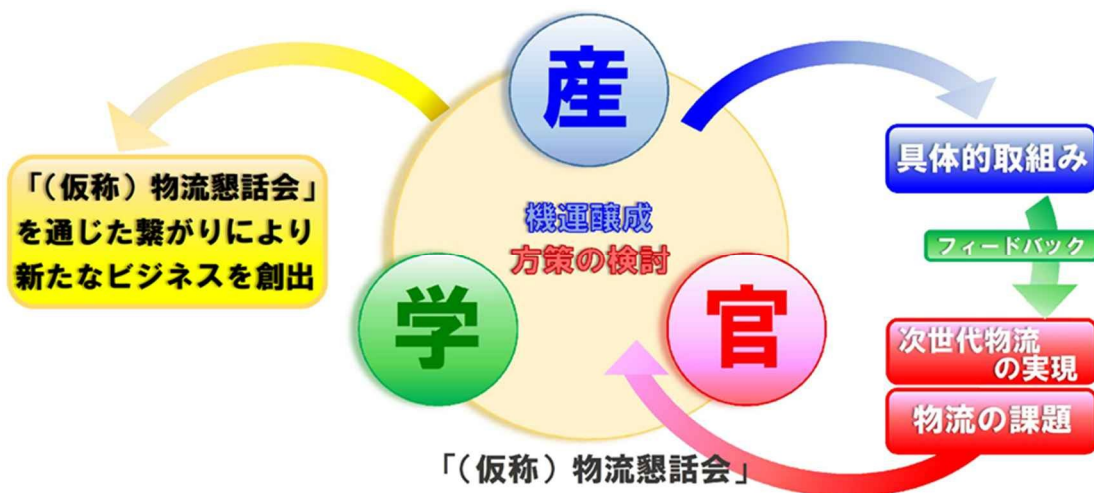 産
学
官
機運醸成
方策の検討
「(仮称)物流懇話会」
を通じた繋がりにより
新たなビジネスを創出
具体的取組み
フィードバック
次世代物流
の実現
物流の課題
「(仮称)物流懇話会」